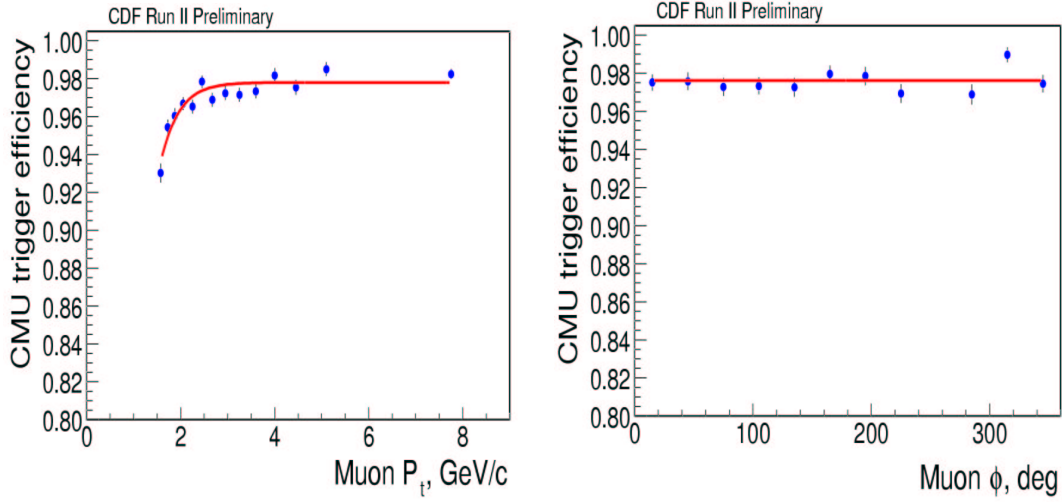 CDF Run II Preliminary
CMU trigger efficiency
1.00
0.98
0.96
0.94
0.92
0.90
0.88
0.86
0.84
0.82
0.80
0 2 4 6 8
Muon Pt, GeV/c
CDF Run II Preliminary
CMU trigger efficiency
1.00
0.98
0.96
0.94
0.92
0.90
0.88
0.86
0.84
0.82
0.80
0 100 200 300
Muon ϕ, deg